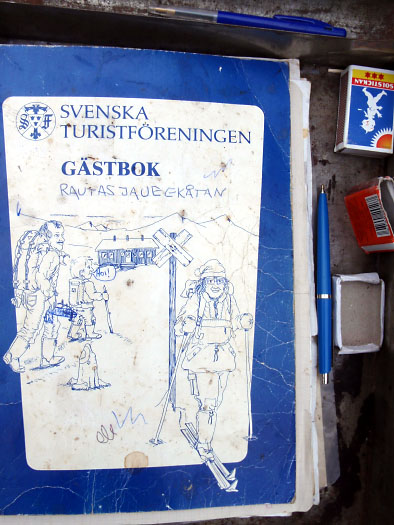 SVENSKA
TURISTFÖRENINGEN
GÄSTBOK
RAUTASJAUREKÅTAN
SOLSTICKAN